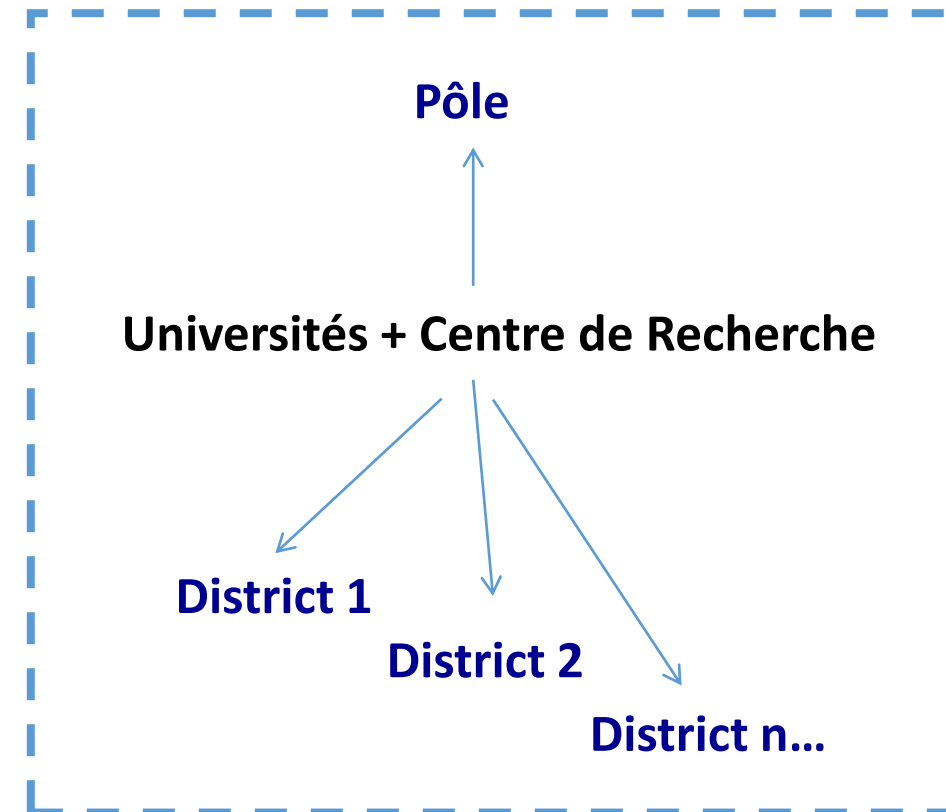 Pôle
Universités + Centre de Recherche
District 1
District 2
District n…